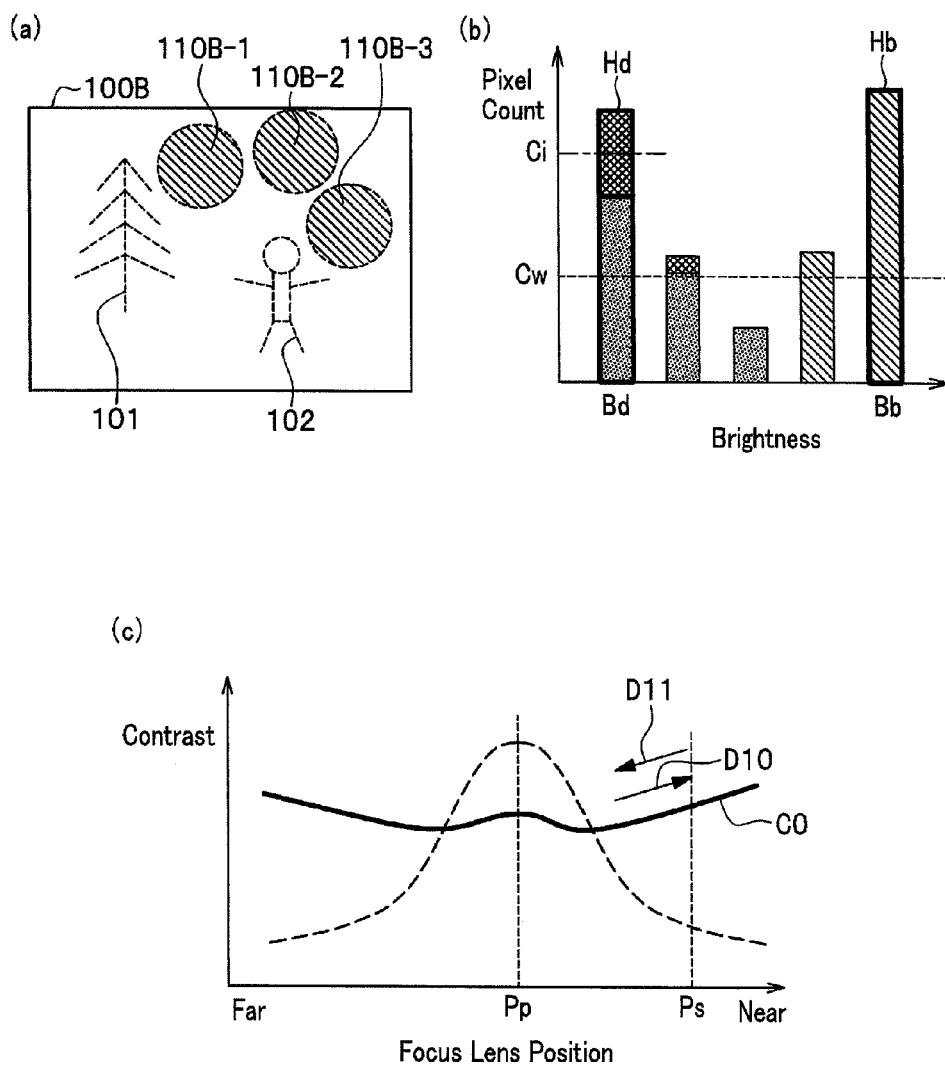 (a)
110B-1
110B-3
110B-2
100B
101
102
(b)
Pixel
Count
Hd
Hb
Ci
Cw
Bd
Bb
Brightness
(c)
Contrast
D11
D10
C0
Far
Pp
Ps
Near
Focus Lens Position